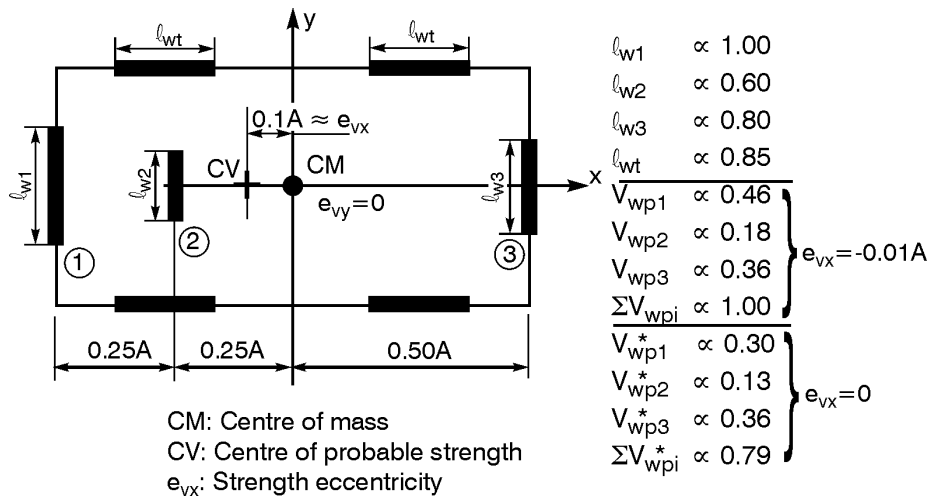 y
ℓwt
ℓwt
0.1A ≈ evx
CV
CM
x
evy=0
ℓw1
ℓw2
ℓw3
1
2
3
0.25A
0.25A
0.50A
CM: Centre of mass
CV: Centre of probable strength
evx: Strength eccentricity
ℓw1 ∝ 1.00
ℓw2 ∝ 0.60
ℓw3 ∝ 0.80
ℓwt ∝ 0.85
Vwp1 ∝ 0.46
Vwp2 ∝ 0.18
Vwp3 ∝ 0.36
ΣVwpi ∝ 1.00
evx=-0.01A
V*wp1 ∝ 0.30
V*wp2 ∝ 0.13
V*wp3 ∝ 0.36
ΣV*wpi ∝ 0.79
evx=0